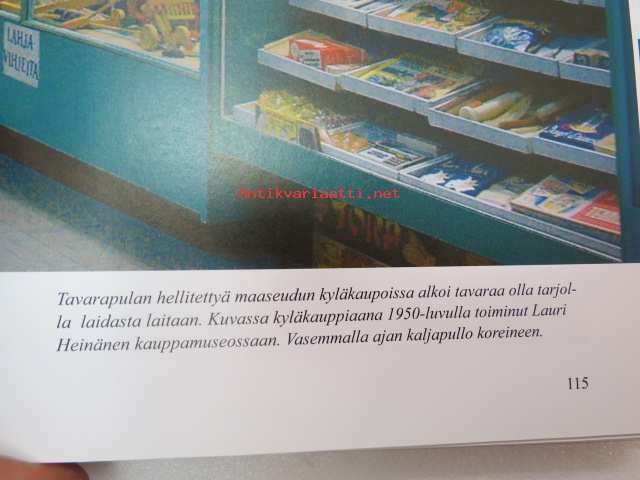 LAHJA
VIHJEITÄ
Antikvariaatti.net
Tavarapulan hellitettyä maaseudun kyläkaupoissa alkoi tavaraa olla tarjol-
la laidasta laitaan. Kuvassa kyläkauppiaana 1950-luvulla toiminut Lauri
Heinänen kauppamuseossaan. Vasemmalla ajan kaljapullo koreineen.
115